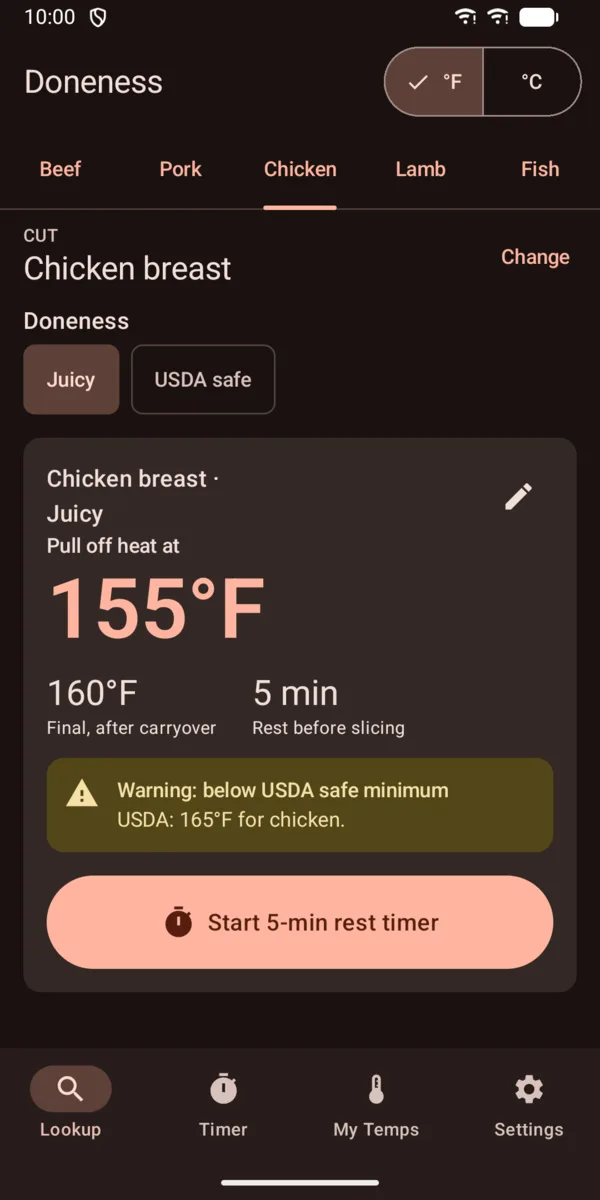 10:00
Doneness
°F
°C
Beef
Pork
Chicken
Lamb
Fish
CUT
Chicken breast
Change
Doneness
Juicy
USDA safe
Chicken breast ·
Juicy
Pull off heat at
155°F
160°F
Final, after carryover
5 min
Rest before slicing
Warning: below USDA safe minimum
USDA: 165°F for chicken.
Start 5-min rest timer
Lookup
Timer
My Temps
Settings